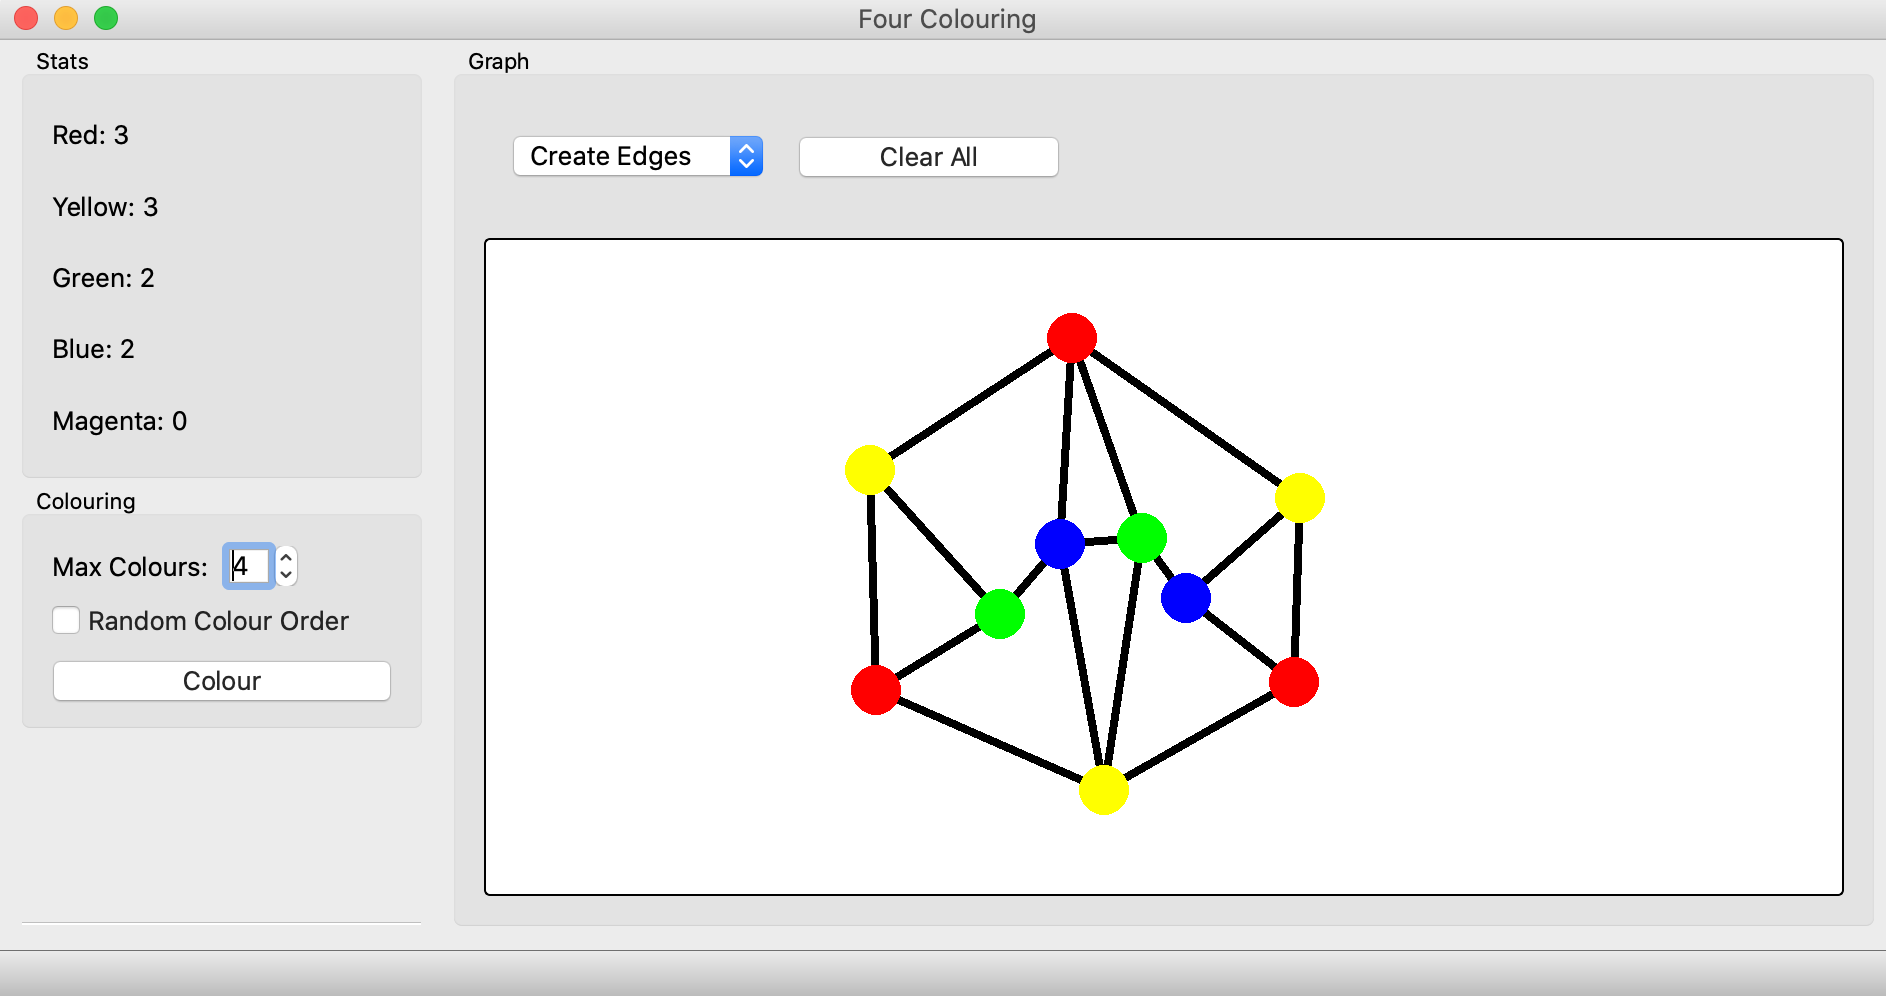 Four Colouring
Stats
Red: 3
Yellow: 3
Green: 2
Blue: 2
Magenta: 0
Colouring
Max Colours: 4
Random Colour Order
Colour
Graph
Create Edges
Clear All